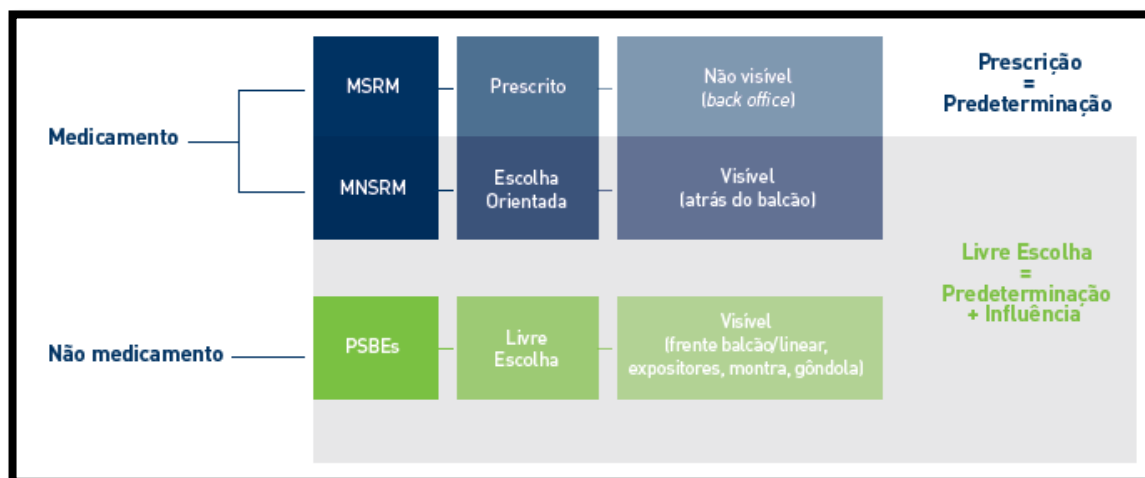 Medicamento
MSRM
Prescrito
Não visível
(back office)
Prescrição
=
Predeterminação
MNSRM
Escolha
Orientada
Visível
(atrás do balcão)
Livre Escolha
=
Predeterminação
+ Influência
Não medicamento
PSBEs
Livre
Escolha
Visível
(frente balcão/linear,
expositores, montra, gôndola)